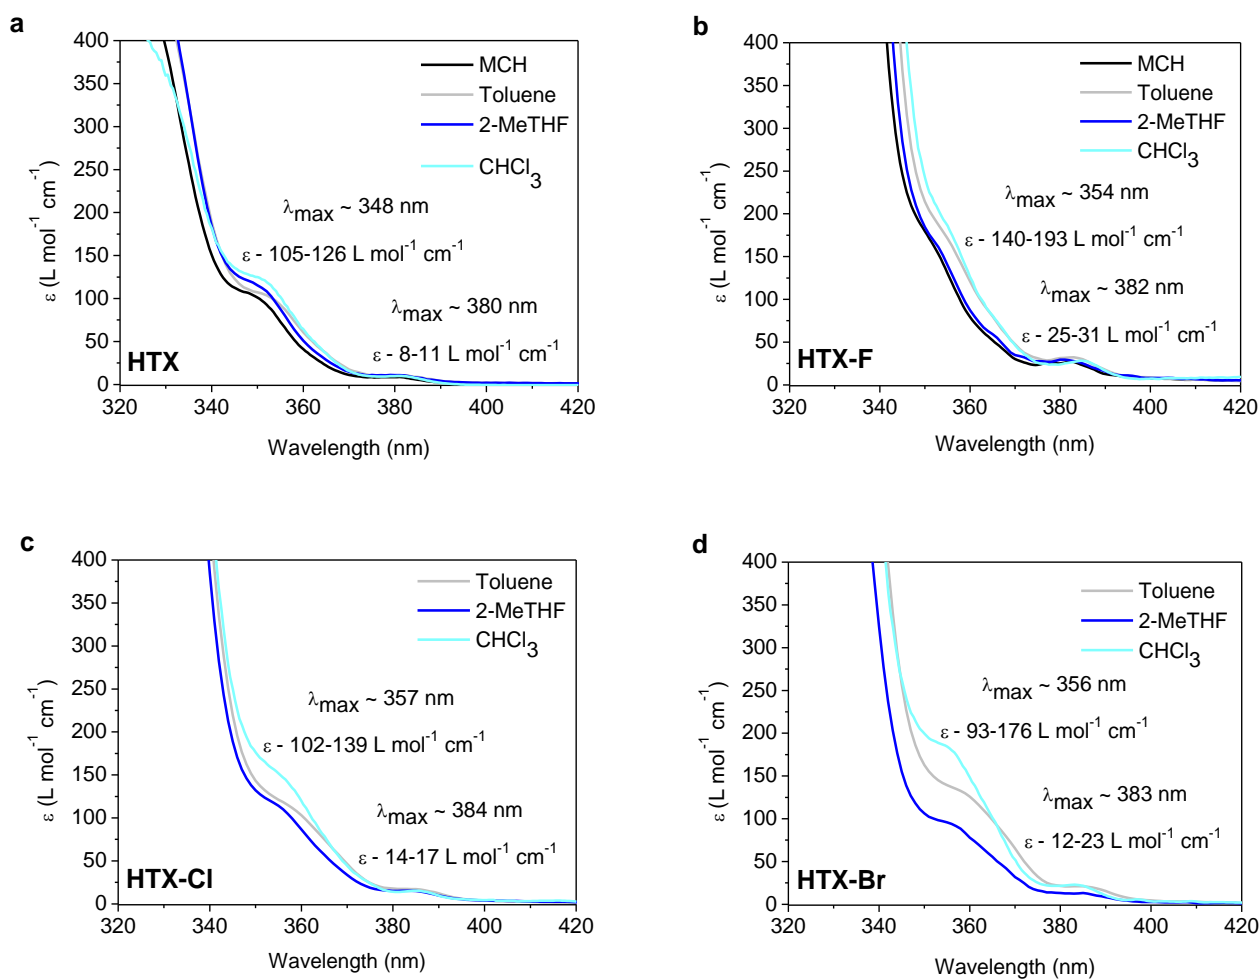 a
400
350
300
250
200
150
100
50
0
320 340 360 380 400 420
ε (L mol⁻¹ cm⁻¹)
Wavelength (nm)
MCH
Toluene
2-MeTHF
CHCl₃
λmax ~ 348 nm
ε - 105-126 L mol⁻¹ cm⁻¹
λmax ~ 380 nm
ε - 8-11 L mol⁻¹ cm⁻¹
HTX
b
400
350
300
250
200
150
100
50
0
320 340 360 380 400 420
ε (L mol⁻¹ cm⁻¹)
Wavelength (nm)
MCH
Toluene
2-MeTHF
CHCl₃
λmax ~ 354 nm
ε - 140-193 L mol⁻¹ cm⁻¹
λmax ~ 382 nm
ε - 25-31 L mol⁻¹ cm⁻¹
HTX-F
c
400
350
300
250
200
150
100
50
0
320 340 360 380 400 420
ε (L mol⁻¹ cm⁻¹)
Wavelength (nm)
Toluene
2-MeTHF
CHCl₃
λmax ~ 357 nm
ε - 102-139 L mol⁻¹ cm⁻¹
λmax ~ 384 nm
ε - 14-17 L mol⁻¹ cm⁻¹
HTX-Cl
d
400
350
300
250
200
150
100
50
0
320 340 360 380 400 420
ε (L mol⁻¹ cm⁻¹)
Wavelength (nm)
Toluene
2-MeTHF
CHCl₃
λmax ~ 356 nm
ε - 93-176 L mol⁻¹ cm⁻¹
λmax ~ 383 nm
ε - 12-23 L mol⁻¹ cm⁻¹
HTX-Br